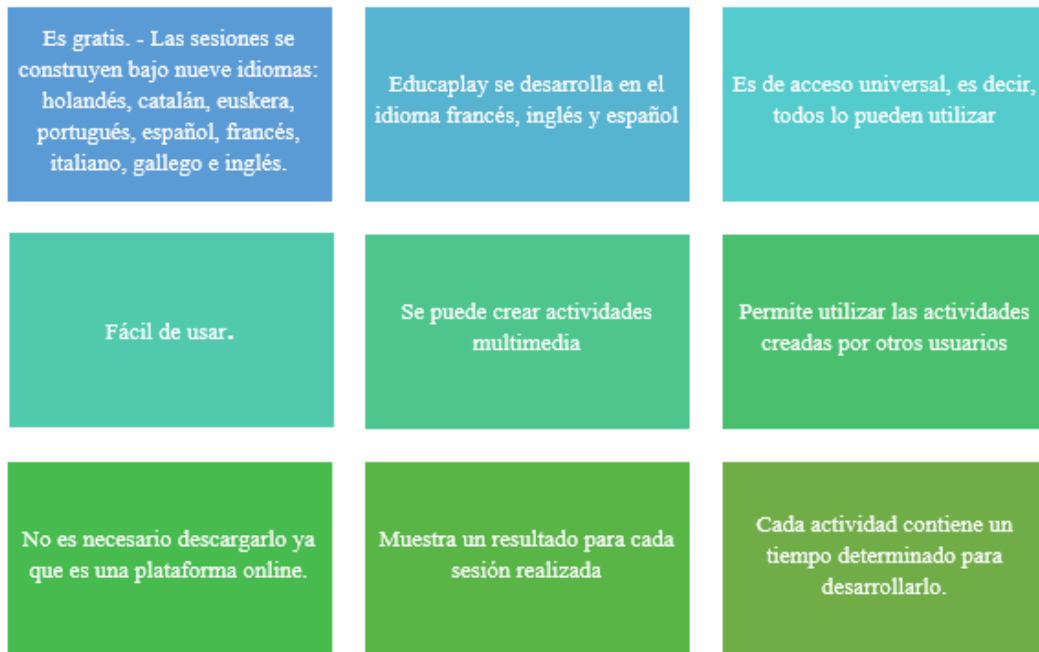 Es gratis. - Las sesiones se
construyen bajo nueve idiomas:
holandés, catalán, euskera,
portugués, español, francés,
italiano, gallego e inglés.
Educaplay se desarrolla en el
idioma francés, inglés y español
Es de acceso universal, es decir,
todos lo pueden utilizar
Fácil de usar.
Se puede crear actividades
multimedia
Permite utilizar las actividades
creadas por otros usuarios
No es necesario descargarlo ya
que es una plataforma online.
Muestra un resultado para cada
sesión realizada
Cada actividad contiene un
tiempo determinado para
desarrollarlo.